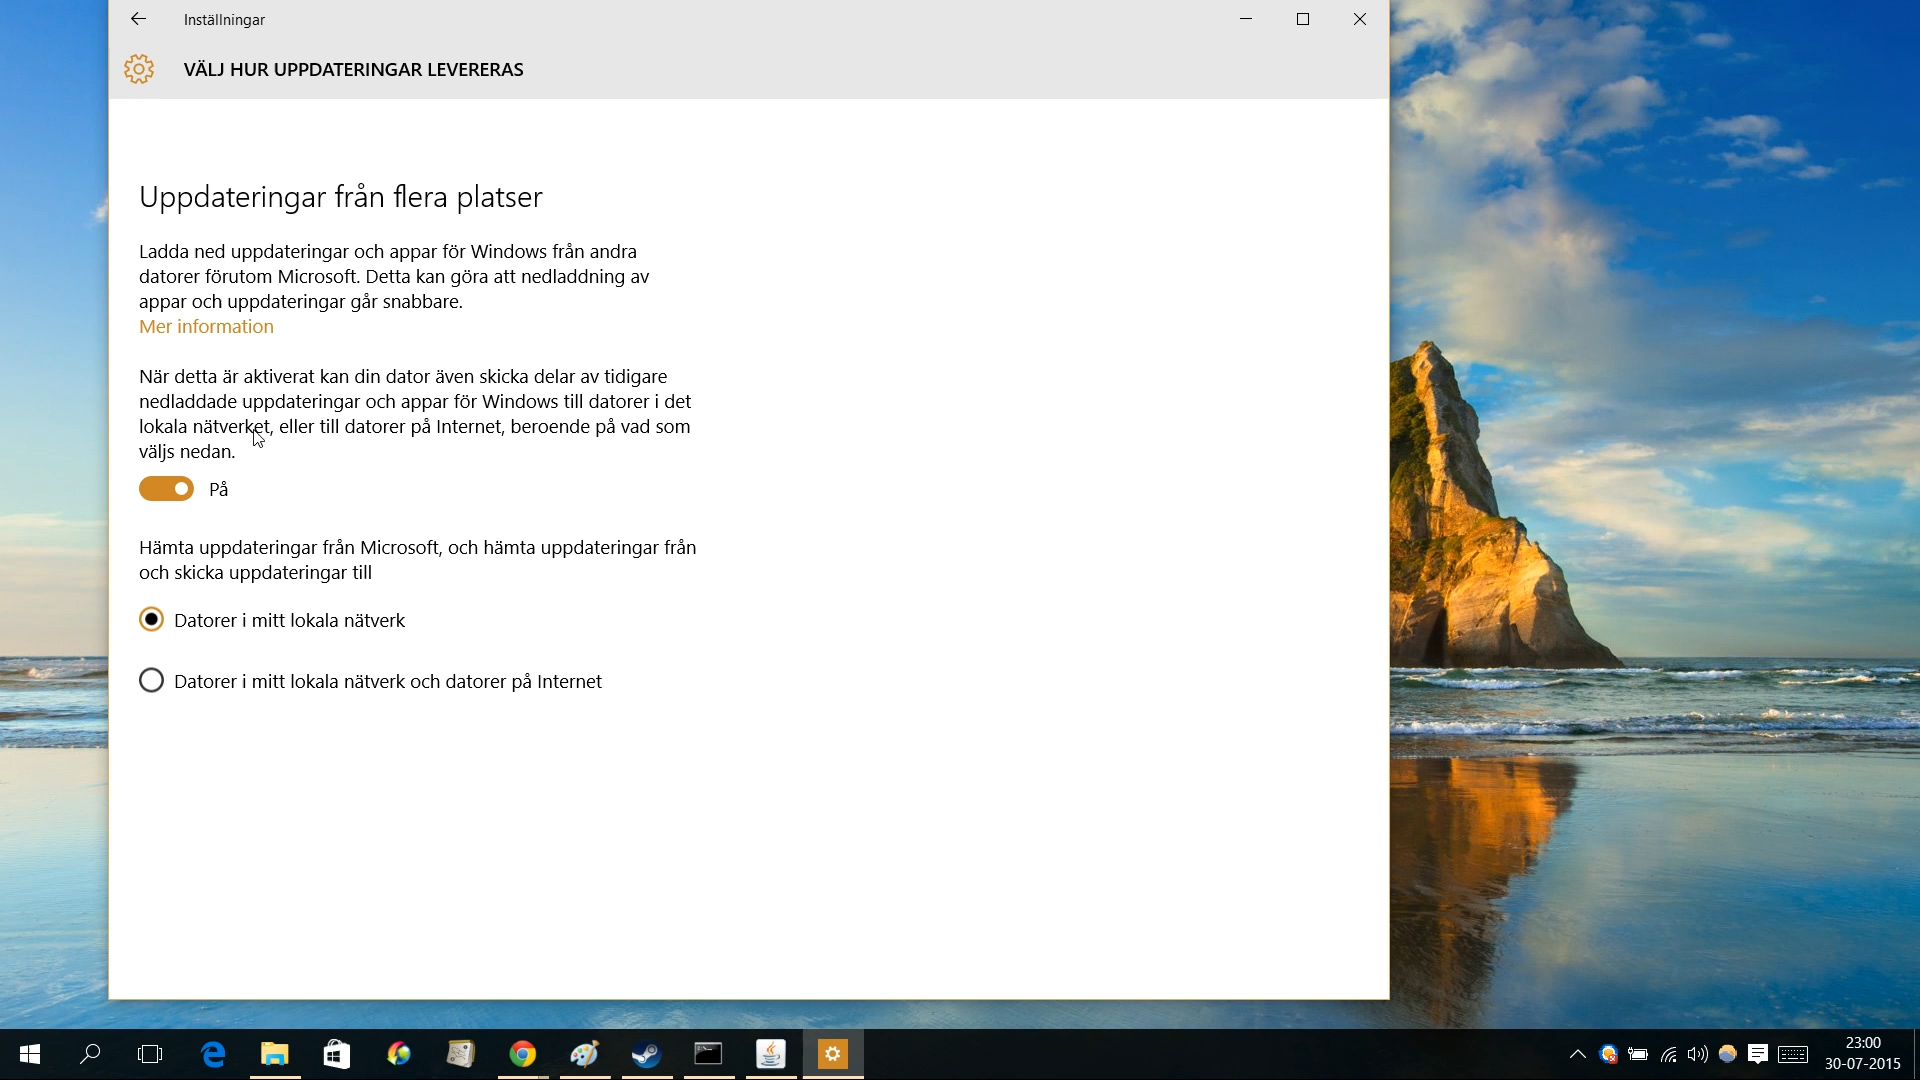 Inställningar
VÄLJ HUR UPPDATERINGAR LEVERERAS
Uppdateringar från flera platser
Ladda ned uppdateringar och appar för Windows från andra
datorer förutom Microsoft. Detta kan göra att nedladdning av
appar och uppdateringar går snabbare.
Mer information
När detta är aktiverat kan din dator även skicka delar av tidigare
nedladdade uppdateringar och appar för Windows till datorer i det
lokala nätverket, eller till datorer på Internet, beroende på vad som
väljs nedan.
På
Hämta uppdateringar från Microsoft, och hämta uppdateringar från
och skicka uppdateringar till
Datorer i mitt lokala nätverk
Datorer i mitt lokala nätverk och datorer på Internet
23:00
30-07-2015